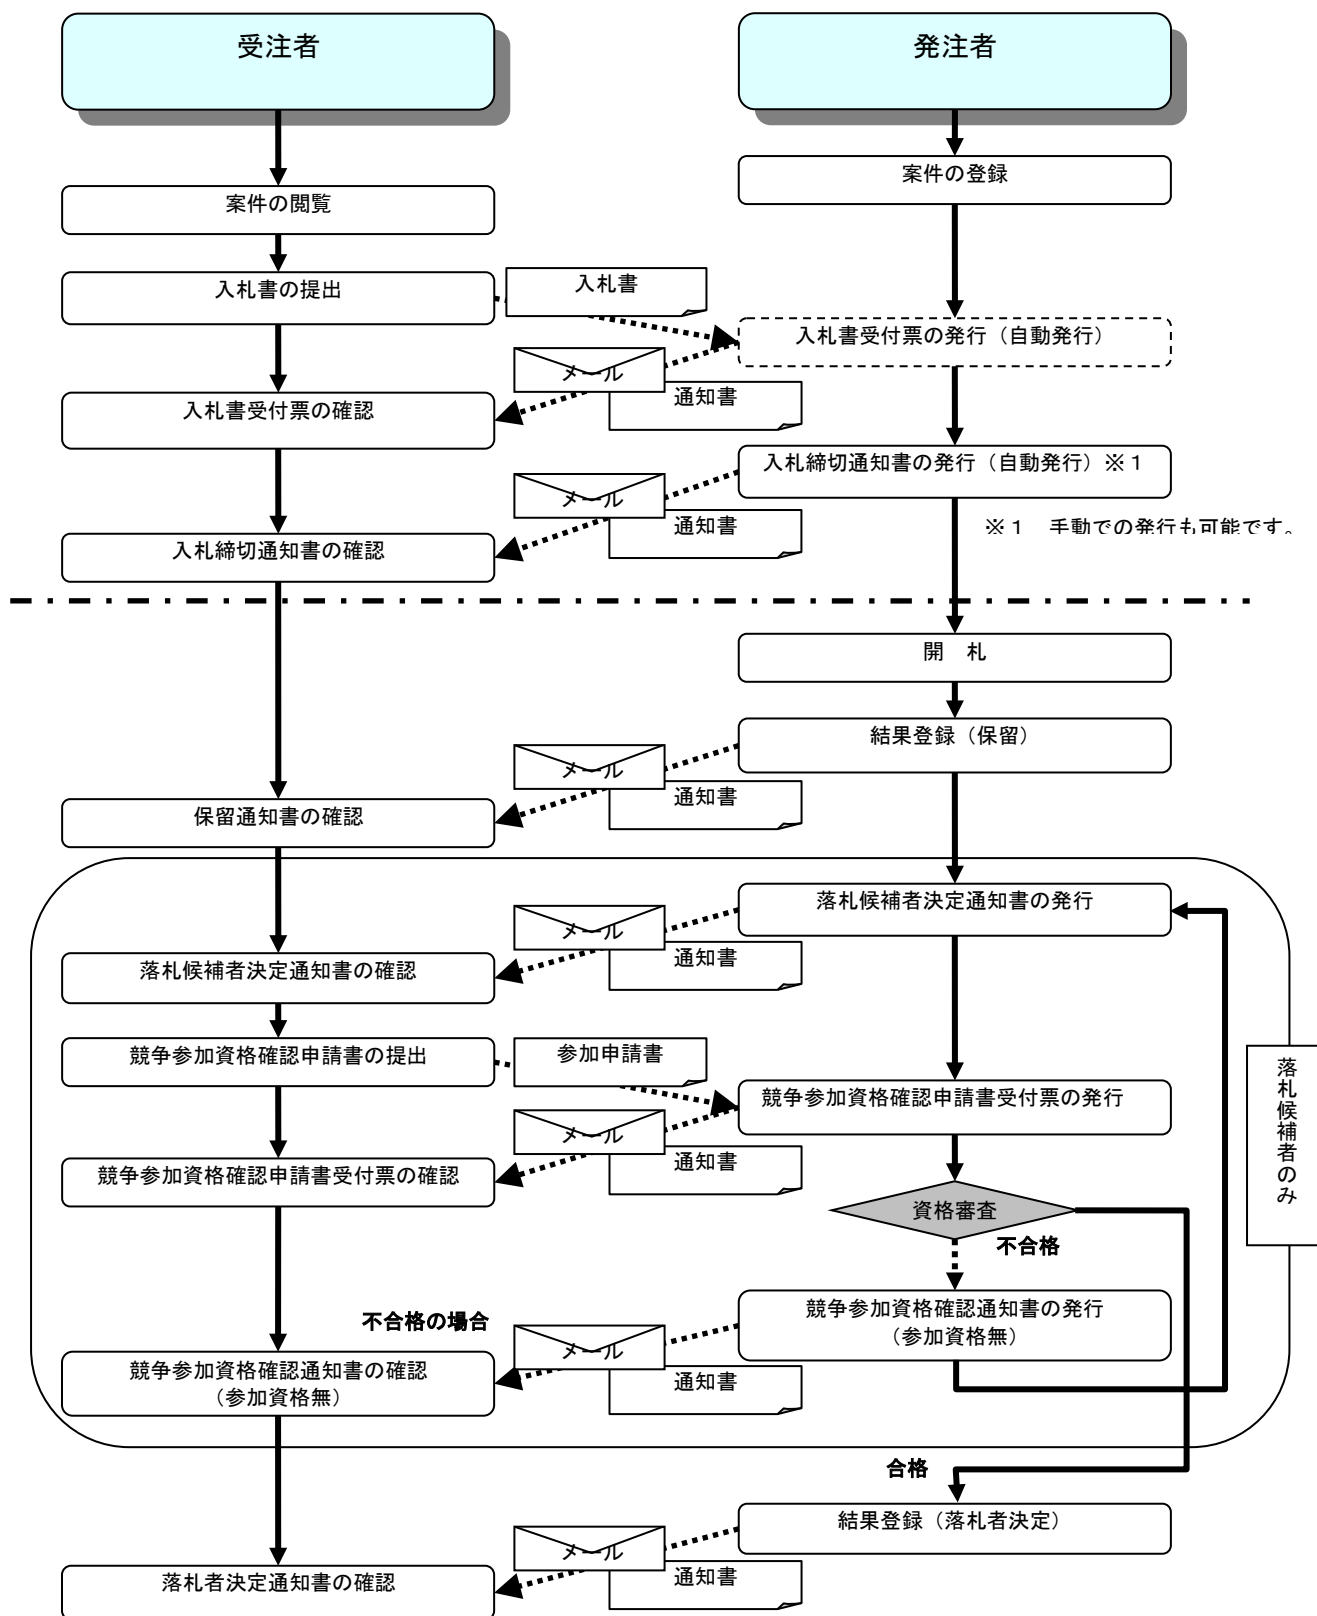 受注者
発注者
案件の登録
案件の閲覧
入札書の提出
入札書
入札書受付票の発行（自動発行）
メール
通知書
入札書受付票の確認
入札締切通知書の発行（自動発行）※１
メール
通知書
※１　手動での発行も可能です。
入札締切通知書の確認
開　札
結果登録（保留）
メール
通知書
保留通知書の確認
落札候補者決定通知書の発行
メール
通知書
落札候補者決定通知書の確認
競争参加資格確認申請書の提出
参加申請書
落札候補者のみ
競争参加資格確認申請書受付票の発行
メール
通知書
競争参加資格確認申請書受付票の確認
資格審査
不合格
競争参加資格確認通知書の発行
（参加資格無）
不合格の場合
メール
通知書
競争参加資格確認通知書の確認
（参加資格無）
合格
結果登録（落札者決定）
メール
通知書
落札者決定通知書の確認